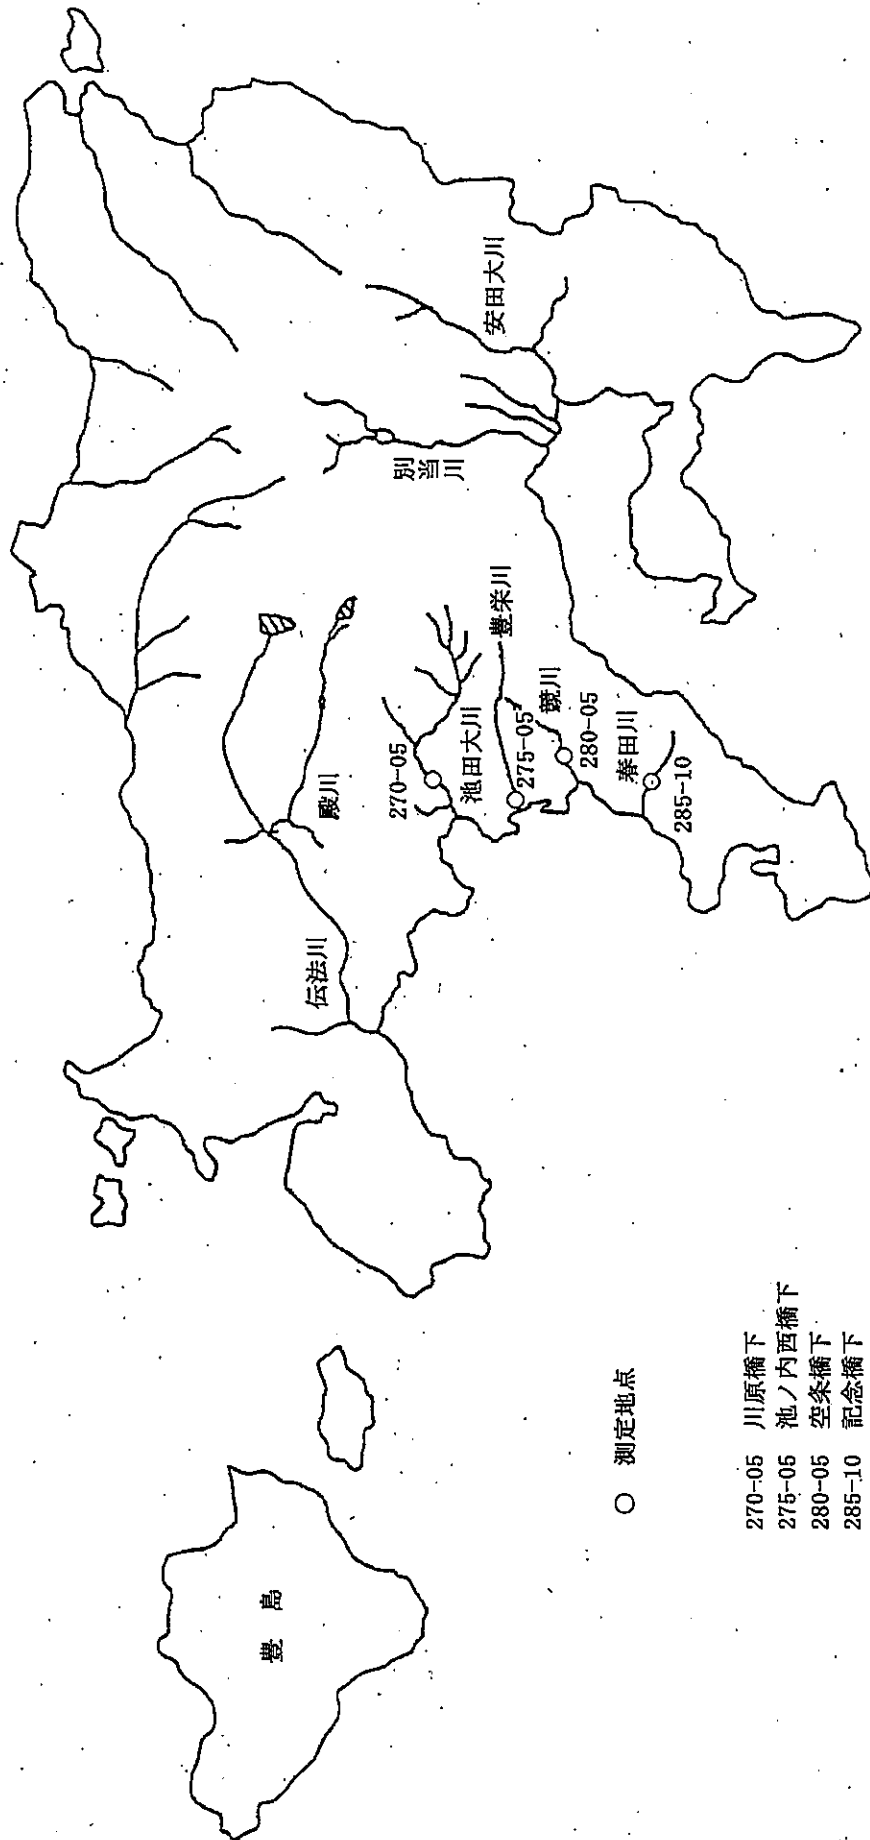 豊島
伝法川
殿川
別当川
安田大川
270-05
池田大川
豊栄川
275-05
競川
280-05
春田川
285-10
○ 測定地点
270-05 川原橋下
275-05 池ノ内西橋下
280-05 空条橋下
285-10 記念橋下